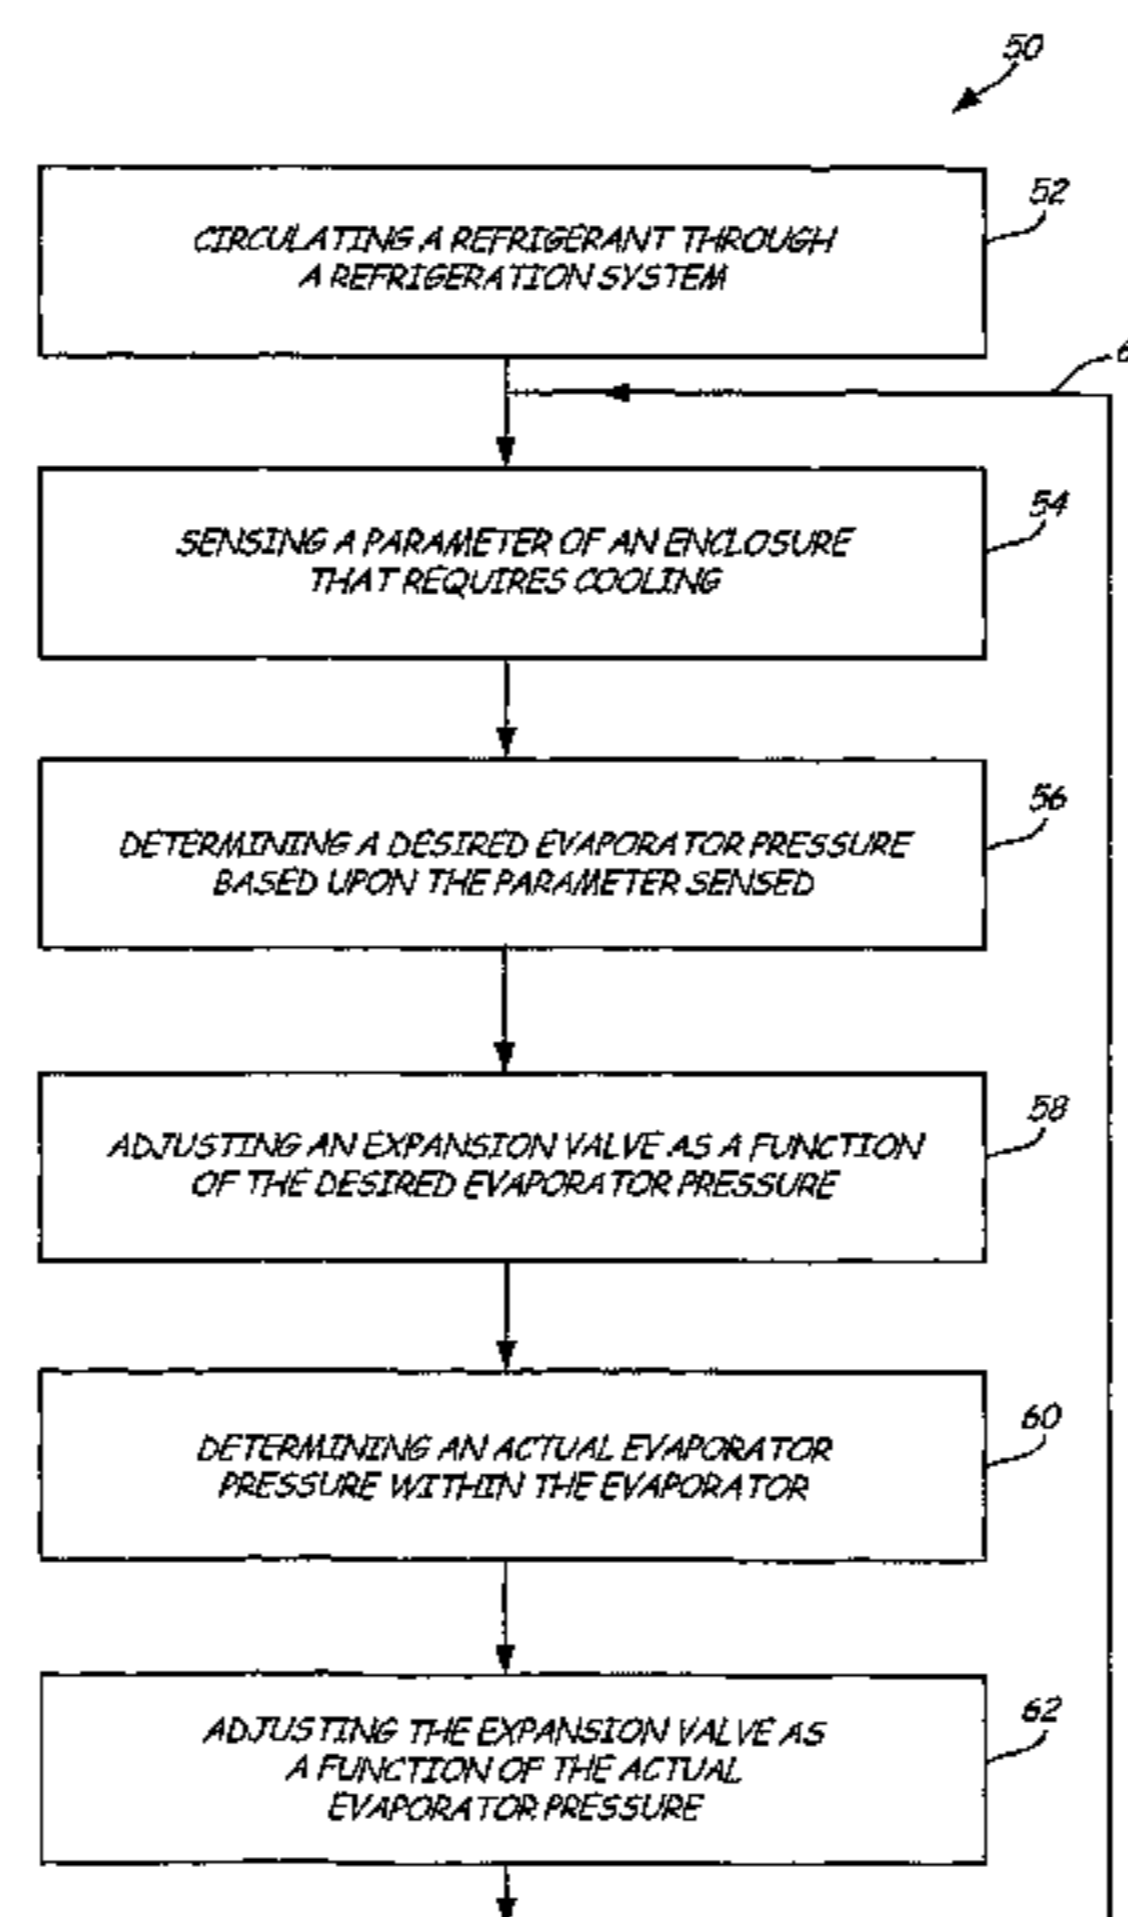 50
CIRCULATING A REFRIGERANT THROUGH
A REFRIGERATION SYSTEM
52
SENSING A PARAMETER OF AN ENCLOSURE
THAT REQUIRES COOLING
54
DETERMINING A DESIRED EVAPORATOR PRESSURE
BASED UPON THE PARAMETER SENSED
56
ADJUSTING AN EXPANSION VALVE AS A FUNCTION
OF THE DESIRED EVAPORATOR PRESSURE
58
DETERMINING AN ACTUAL EVAPORATOR
PRESSURE WITHIN THE EVAPORATOR
60
ADJUSTING THE EXPANSION VALVE AS
A FUNCTION OF THE ACTUAL
EVAPORATOR PRESSURE
62